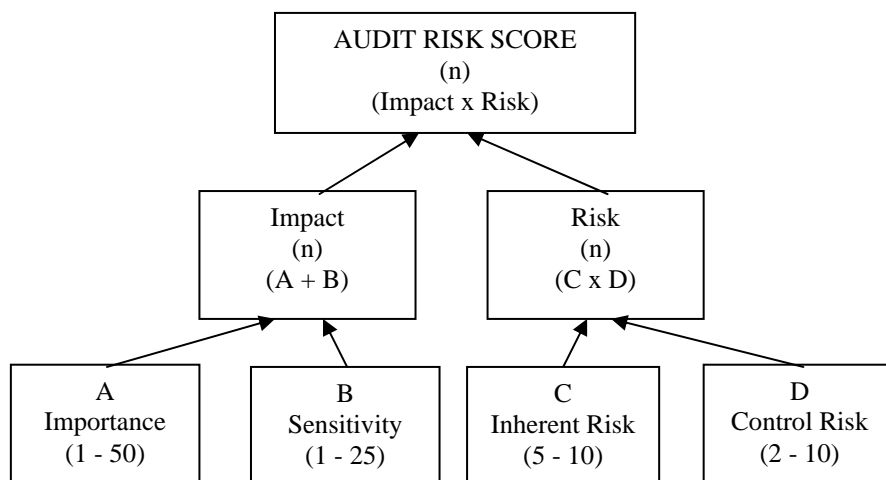 AUDIT RISK SCORE
(n)
(Impact x Risk)
Impact
(n)
(A + B)
Risk
(n)
(C x D)
A
Importance
(1 - 50)
B
Sensitivity
(1 - 25)
C
Inherent Risk
(5 - 10)
D
Control Risk
(2 - 10)